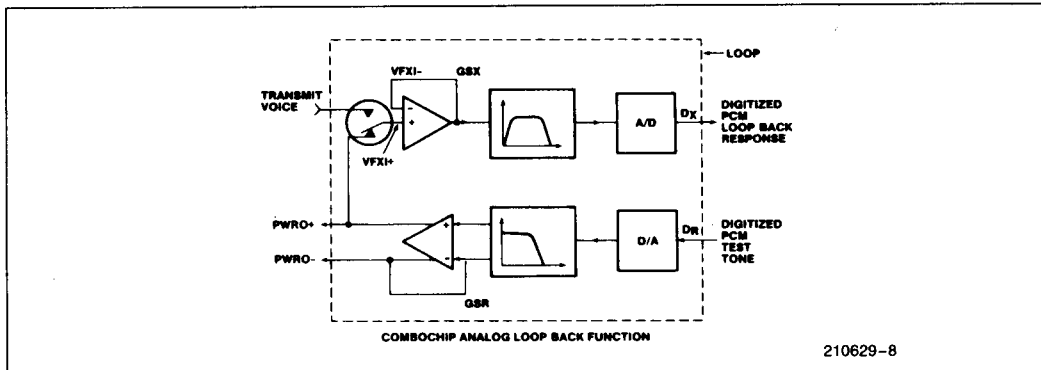 LOOP
VFXI-
GSX
TRANSMIT
VOICE
-
+
VFXI+
A/D
DX
DIGITIZED
PCM
LOOP BACK
RESPONSE
PWRO+
PWRO-
+
-
GSR
D/A
DR
DIGITIZED
PCM
TEST
TONE
COMBOCHIP ANALOG LOOP BACK FUNCTION
210629-8